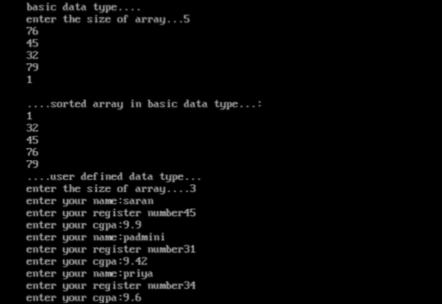 basic data type....
enter the size of array...5
76
45
32
79
1
....sorted array in basic data type...:
1
32
45
76
79
....user defined data type...
enter the size of array....3
enter your name:saran
enter your register number45
enter your cgpa:9.9
enter your name:padmini
enter your register number31
enter your cgpa:9.42
enter your name:priya
enter your register number34
enter your cgpa:9.6